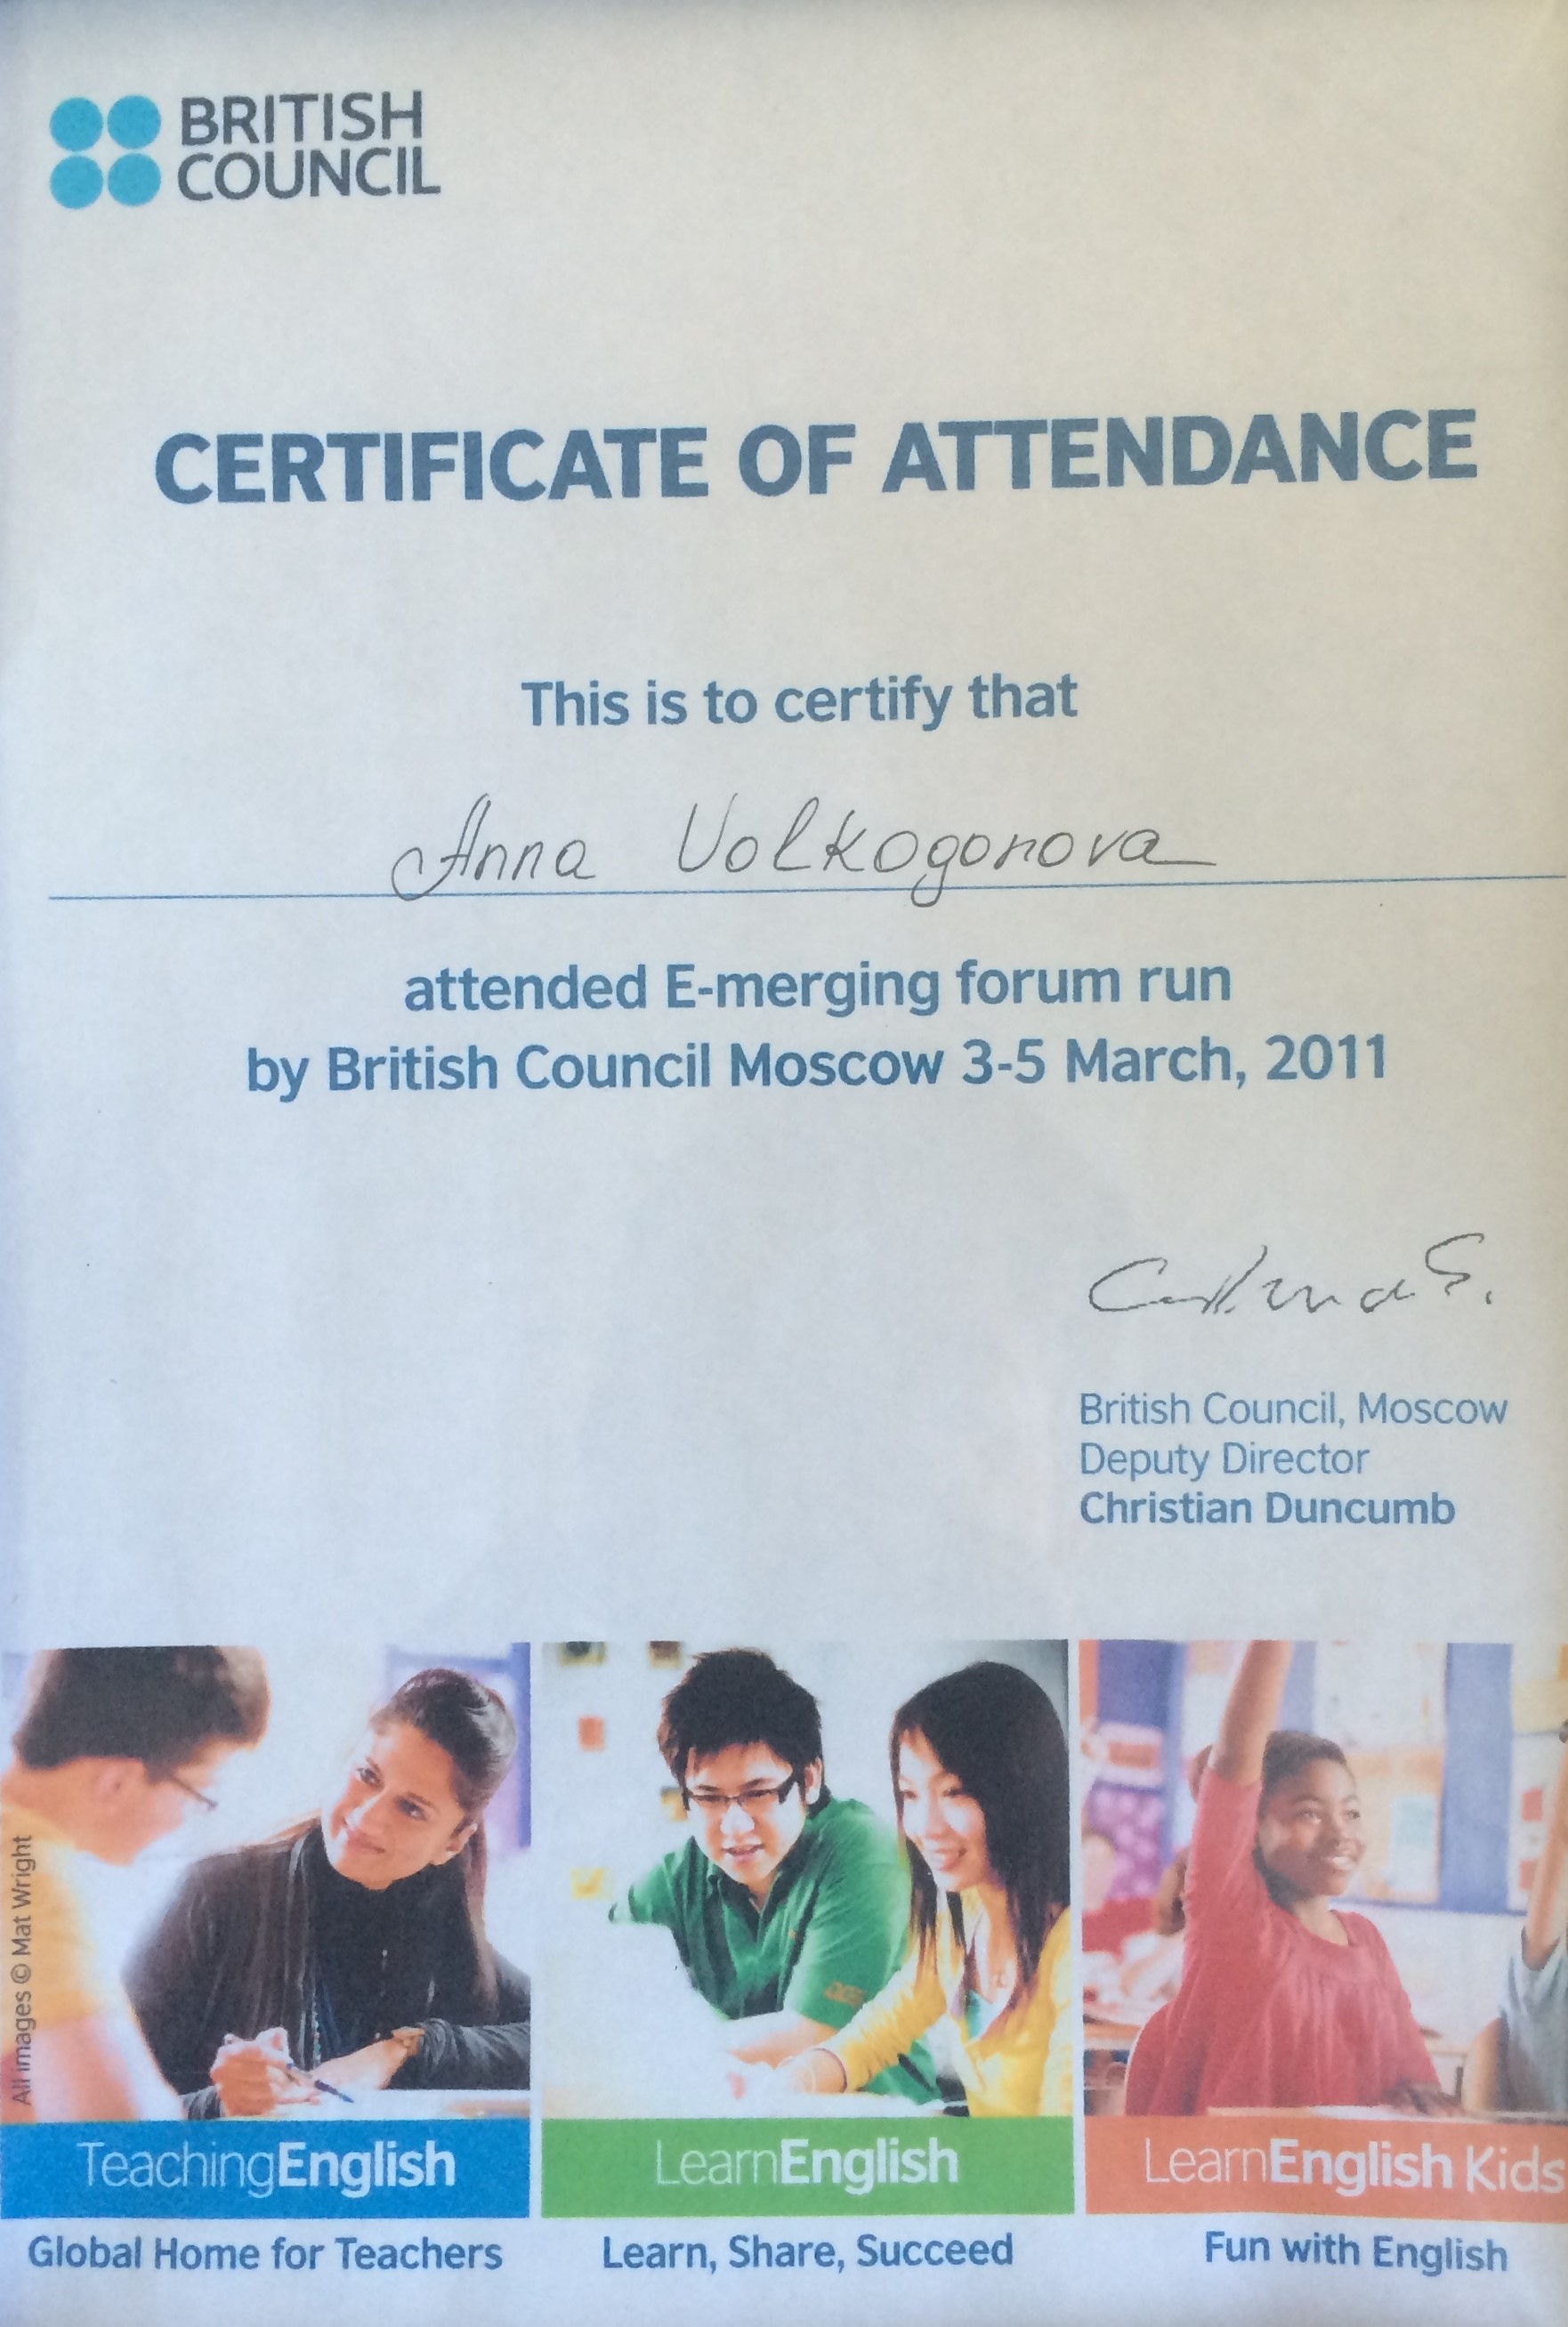 BRITISH
COUNCIL
CERTIFICATE OF ATTENDANCE
This is to certify that
Anna Volkogonova
attended E-merging forum run
by British Council Moscow 3-5 March, 2011
British Council, Moscow
Deputy Director
Christian Duncumb
All images © Mat Wright
TeachingEnglish
Global Home for Teachers
LearnEnglish
Learn, Share, Succeed
LearnEnglish Kids
Fun with English